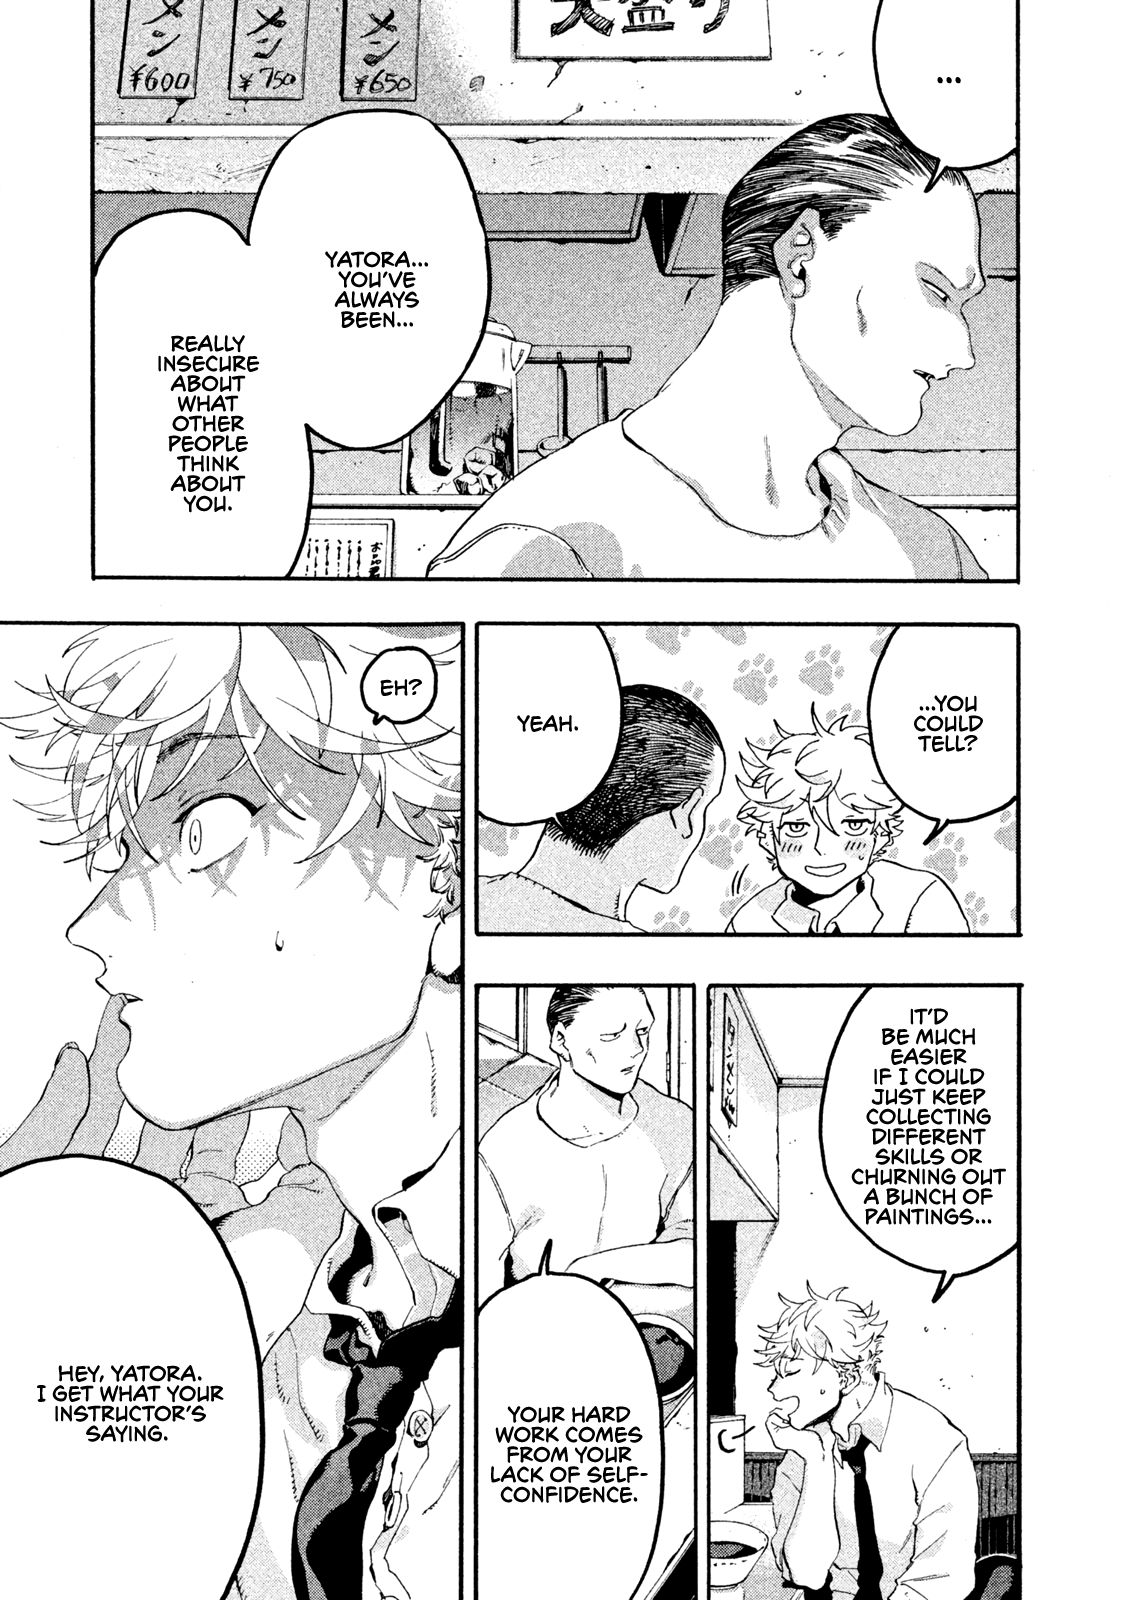 メン
¥600
メン
¥750
メン
¥650
大盛り
...
YATORA...
YOU'VE
ALWAYS
BEEN...
REALLY
INSECURE
ABOUT
WHAT
OTHER
PEOPLE
THINK
ABOUT
YOU.
...YOU
COULD
TELL?
YEAH.
EH?
IT'D
BE MUCH
EASIER
IF I COULD
JUST KEEP
COLLECTING
DIFFERENT
SKILLS OR
CHURNING OUT
A BUNCH OF
PAINTINGS...
YOUR HARD
WORK COMES
FROM YOUR
LACK OF SELF-
CONFIDENCE.
HEY, YATORA.
I GET WHAT YOUR
INSTRUCTOR'S
SAYING.